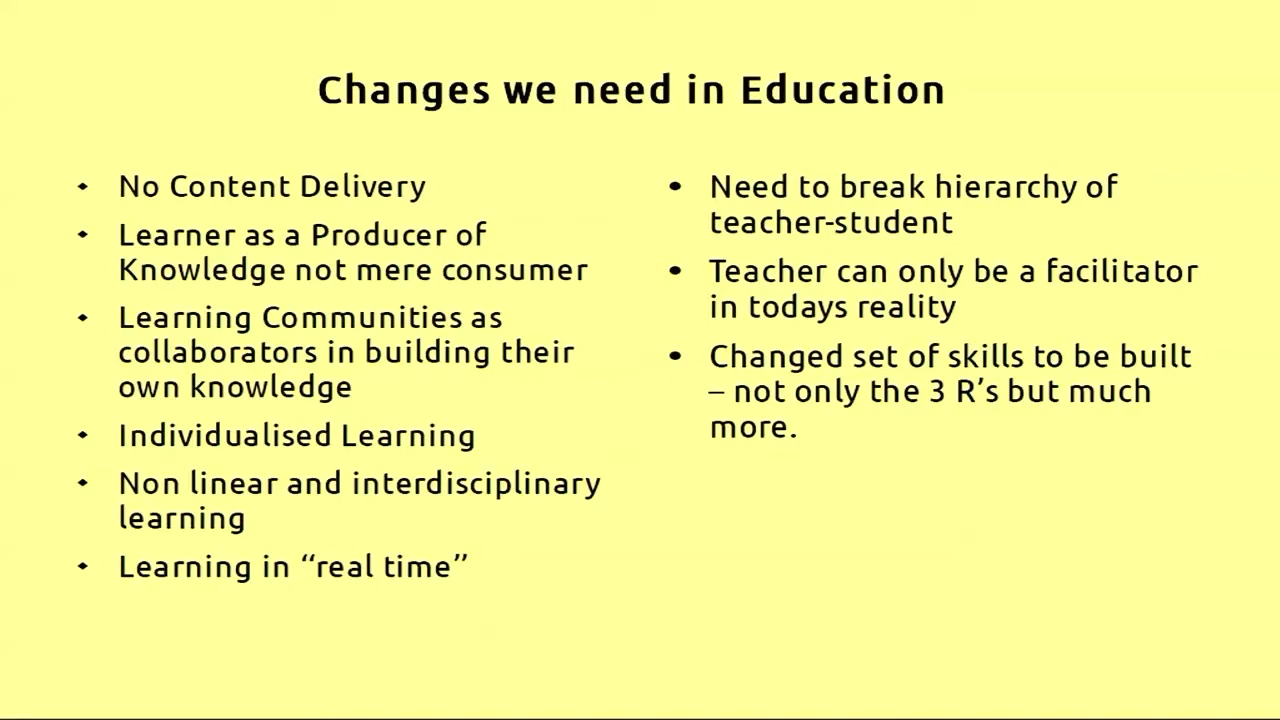 Changes we need in Education
No Content Delivery
Learner as a Producer of
Knowledge not mere consumer
Learning Communities as
collaborators in building their
own knowledge
Individualised Learning
Non linear and interdisciplinary
learning
Learning in “real time”
Need to break hierarchy of
teacher-student
Teacher can only be a facilitator
in todays reality
Changed set of skills to be built
– not only the 3 R’s but much
more.